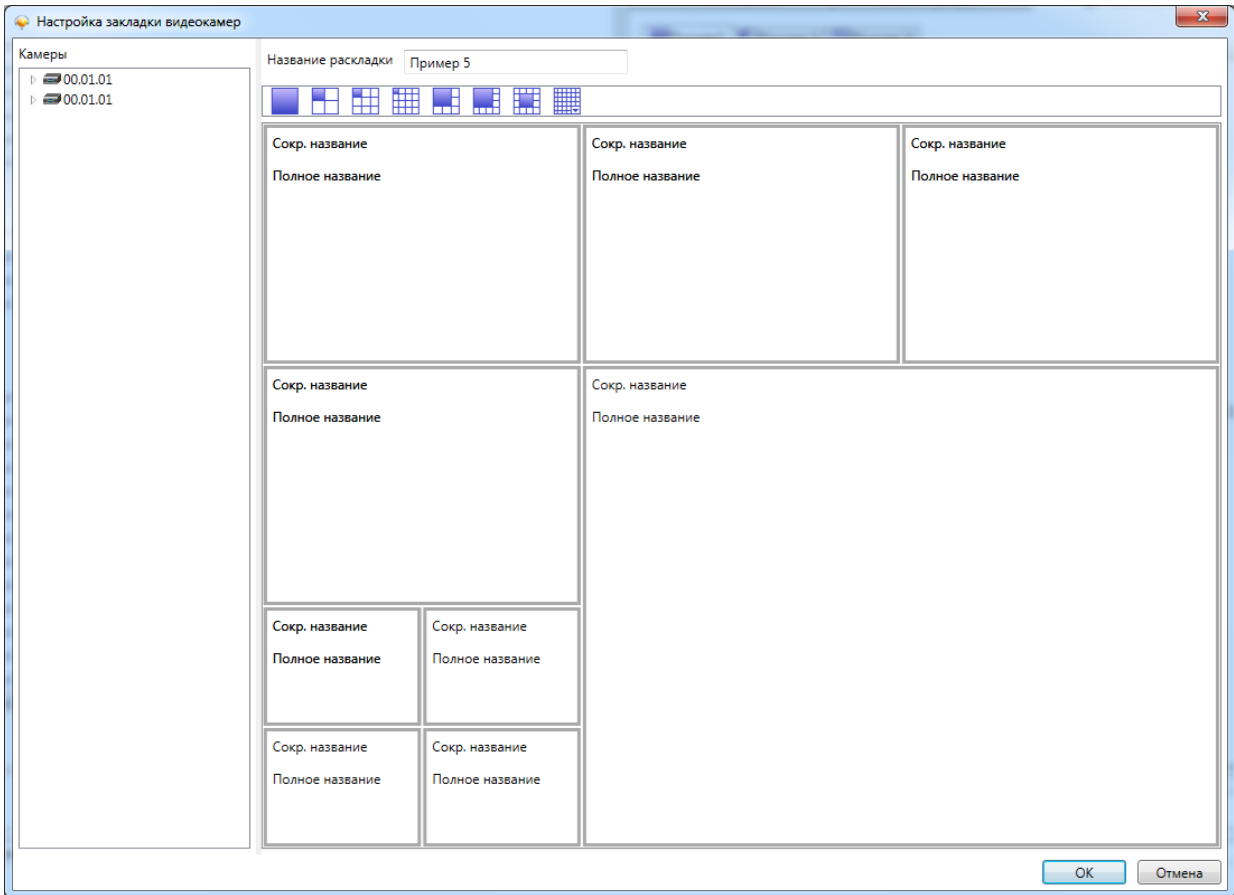 Настройка закладки видеокамер
Камеры
00.01.01
00.01.01
Название раскладки Пример 5
Сокр. название
Полное название
Сокр. название
Полное название
Сокр. название
Полное название
Сокр. название
Полное название
Сокр. название
Полное название
Сокр. название
Полное название
Сокр. название
Полное название
Сокр. название
Полное название
Сокр. название
Полное название
OK Отмена